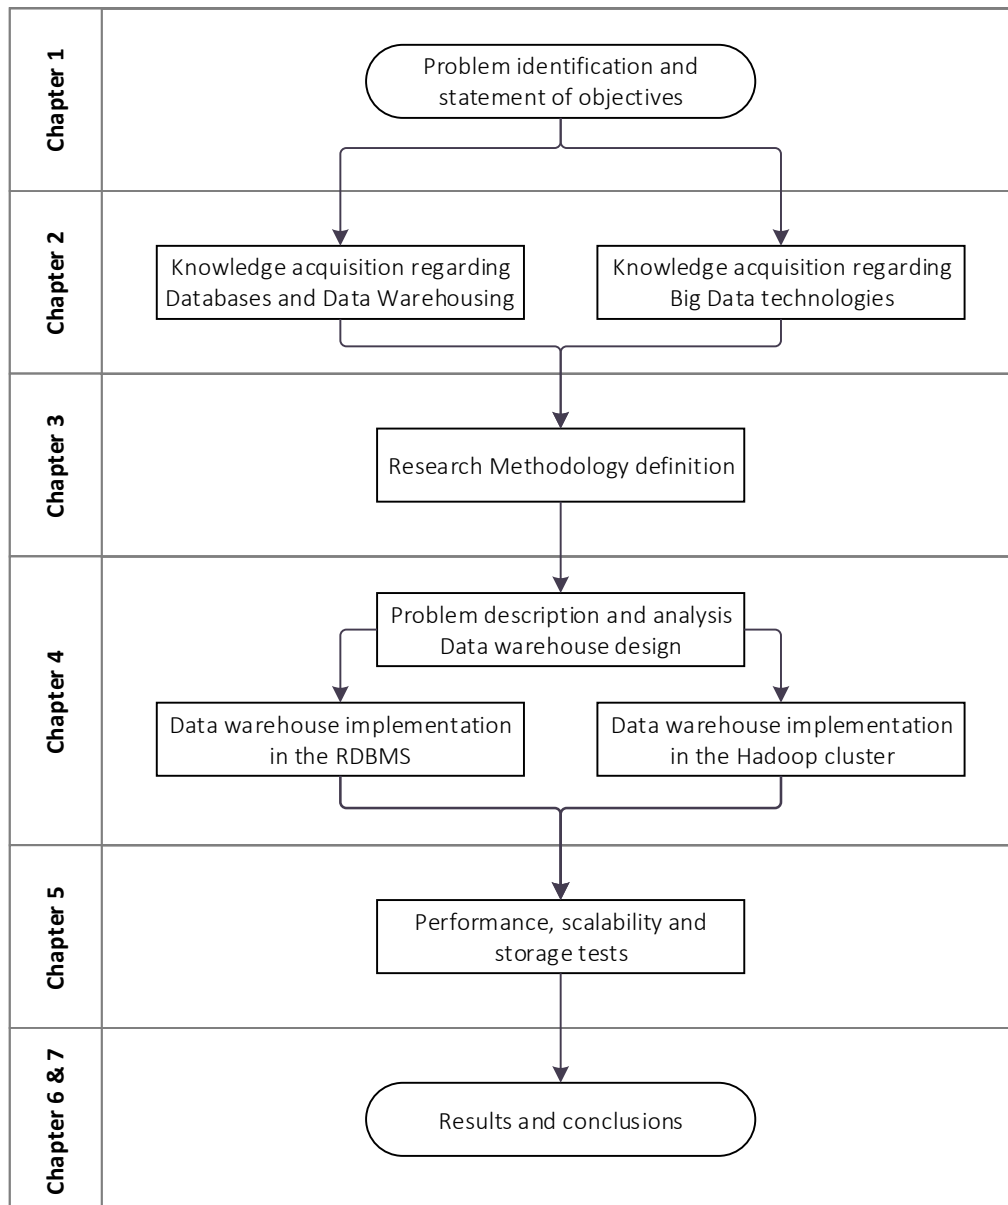 Chapter 1
Problem identification and
statement of objectives
Chapter 2
Knowledge acquisition regarding
Databases and Data Warehousing
Knowledge acquisition regarding
Big Data technologies
Chapter 3
Research Methodology definition
Chapter 4
Problem description and analysis
Data warehouse design
Data warehouse implementation
in the RDBMS
Data warehouse implementation
in the Hadoop cluster
Chapter 5
Performance, scalability and
storage tests
Chapter 6 & 7
Results and conclusions